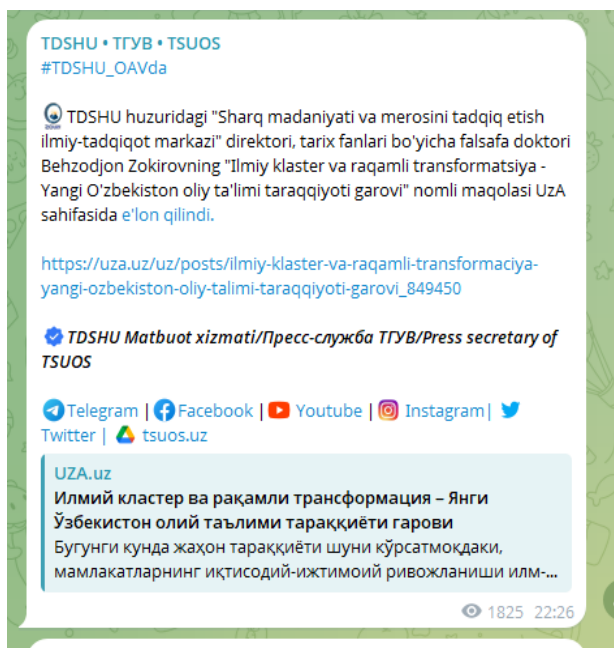 TDSHU • ТГУВ • TSUOS
#TDSHU_OAVda
TDSHU huzuridagi "Sharq madaniyati va merosini tadqiq etish
ilmiy-tadqiqot markazi" direktori, tarix fanlari bo'yicha falsafa doktori
Behzodjon Zokirovning "Ilmiy klaster va raqamli transformatsiya -
Yangi O'zbekiston oliy ta'limi taraqqiyoti garovi" nomli maqolasi UzA
sahifasida e'lon qilindi.
https://uza.uz/uz/posts/ilmiy-klaster-va-raqamli-transformaciya-
yangi-ozbekiston-oliy-talimi-taraqqiyoti-garovi_849450
TDSHU Matbuot xizmati/Пресс-служба ТГУВ/Press secretary of
TSUOS
Telegram | Facebook | Youtube | Instagram|
Twitter | tsuos.uz
UZA.uz
Илмий кластер ва рақамли трансформация – Янги
Ўзбекистон олий таълими тараққиёти гарови
Бугунги кунда жаҳон тараққиёти шуни кўрсатмоқдаки,
мамлакатларнинг иқтисодий-ижтимоий ривожланиши илм-...
1825 22:26